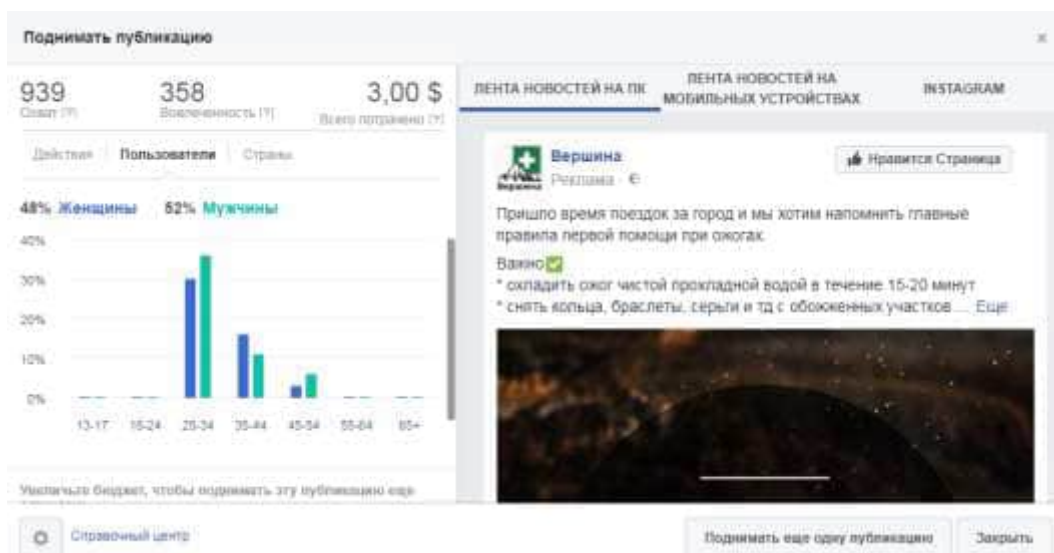 Поднимать публикацию
939
358
3,00 $
Охват [?]
Вовлеченность [?]
Всего потрачено [?]
Действия
Пользователи
Страны
48% Женщины
52% Мужчины
40%
30%
20%
10%
0%
13-17 18-24 25-34 35-44 45-54 55-64 65+
Увеличьте бюджет, чтобы поднимать эту публикацию еще
Справочный центр
ЛЕНТА НОВОСТЕЙ НА ПК
ЛЕНТА НОВОСТЕЙ НА
МОБИЛЬНЫХ УСТРОЙСТВАХ
INSTAGRAM
Вершина
Вершина
Реклама
Нравится Страница
Пришло время поездок за город и мы хотим напомнить главные
правила первой помощи при ожогах.
Важно✅
* охладить ожог чистой прохладной водой в течение 15-20 минут
* снять кольца, браслеты, серьги и тд с обожженных участков ... Еще
Поднимать еще одну публикацию
Закрыть